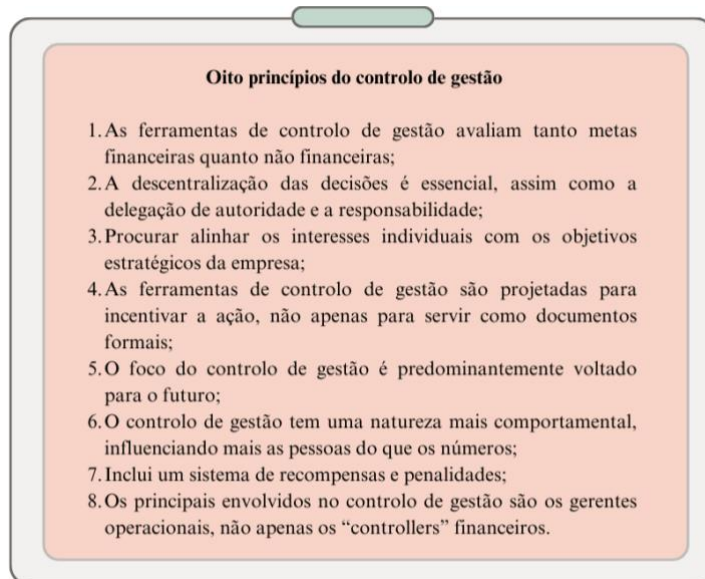 Oito princípios do controlo de gestão
1. As ferramentas de controlo de gestão avaliam tanto metas
financeiras quanto não financeiras;
2. A descentralização das decisões é essencial, assim como a
delegação de autoridade e a responsabilidade;
3. Procurar alinhar os interesses individuais com os objetivos
estratégicos da empresa;
4. As ferramentas de controlo de gestão são projetadas para
incentivar a ação, não apenas para servir como documentos
formais;
5. O foco do controlo de gestão é predominantemente voltado
para o futuro;
6. O controlo de gestão tem uma natureza mais comportamental,
influenciando mais as pessoas do que os números;
7. Inclui um sistema de recompensas e penalidades;
8. Os principais envolvidos no controlo de gestão são os gerentes
operacionais, não apenas os “controllers” financeiros.